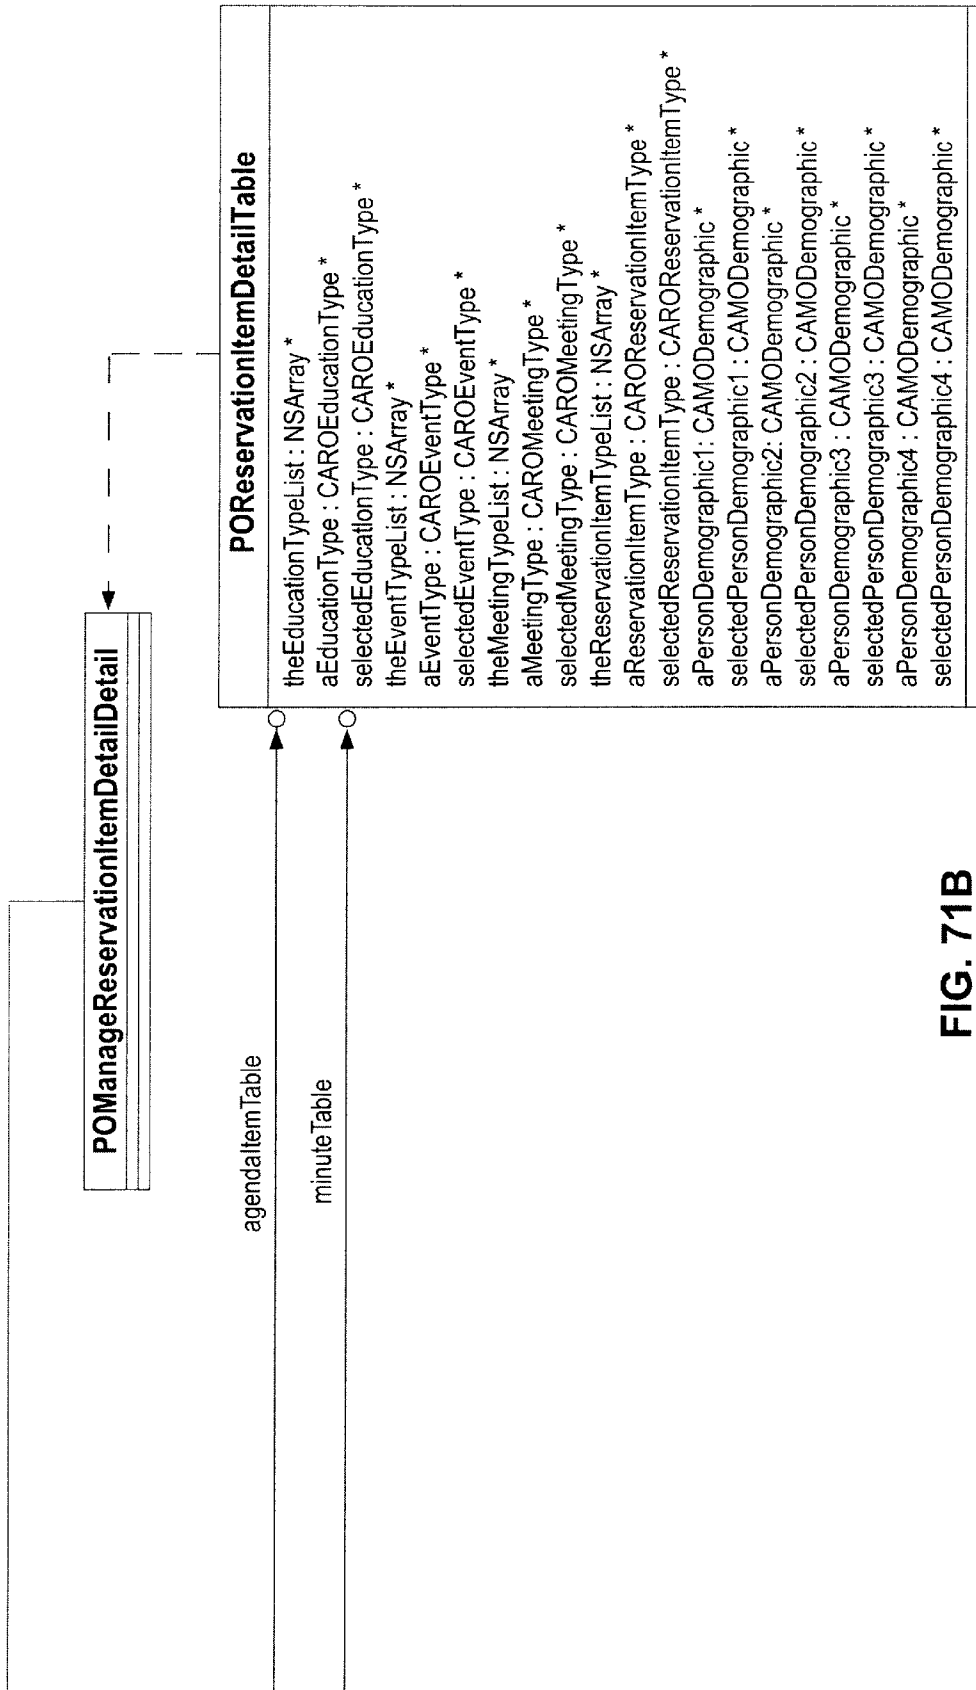 POManageReservationItemDetailDetail
POReservationItemDetailTable
agendaItemTable
minuteTable
theEducationTypeList : NSArray *
aEducationType : CAROEducationType *
selectedEducationType : CAROEducationType *
theEventTypeList : NSArray *
aEventType : CAROEventType *
selectedEventType : CAROEventType *
theMeetingTypeList : NSArray *
aMeetingType : CAROMeetingType *
selectedMeetingType : CAROMeetingType *
theReservationItemTypeList : NSArray *
aReservationItemType : CAROReservationItemType *
selectedReservationItemType : CAROReservationItemType *
aPersonDemographic1: CAMODemographic *
selectedPersonDemographic1 : CAMODemographic *
aPersonDemographic2: CAMODemographic *
selectedPersonDemographic2 : CAMODemographic *
aPersonDemographic3 : CAMODemographic *
selectedPersonDemographic3 : CAMODemographic *
aPersonDemographic4 : CAMODemographic *
selectedPersonDemographic4 : CAMODemographic *
FIG. 71B